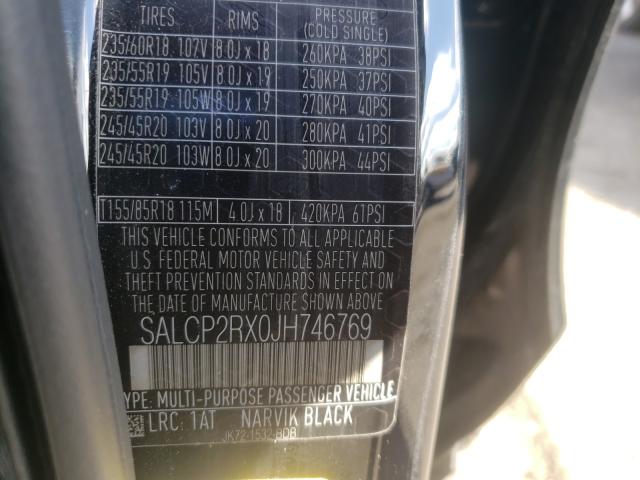 TIRES RIMS PRESSURE (COLD SINGLE)
235/60R18 107V 8.0J x 18 260KPA 38PSI
235/55R19 105V 8.0J x 19 250KPA 37PSI
235/55R19 105W 8.0J x 19 270KPA 40PSI
245/45R20 103V 8.0J x 20 280KPA 41PSI
245/45R20 103W 8.0J x 20 300KPA 44PSI
T155/85R18 115M 4.0J x 18 420KPA 61PSI
THIS VEHICLE CONFORMS TO ALL APPLICABLE
U.S. FEDERAL MOTOR VEHICLE SAFETY AND
THEFT PREVENTION STANDARDS IN EFFECT ON
THE DATE OF MANUFACTURE SHOWN ABOVE
SALCP2RX0JH746769
TYPE: MULTI-PURPOSE PASSENGER VEHICLE
LRC: 1AT NARVIK BLACK
JK72-1532-BDB